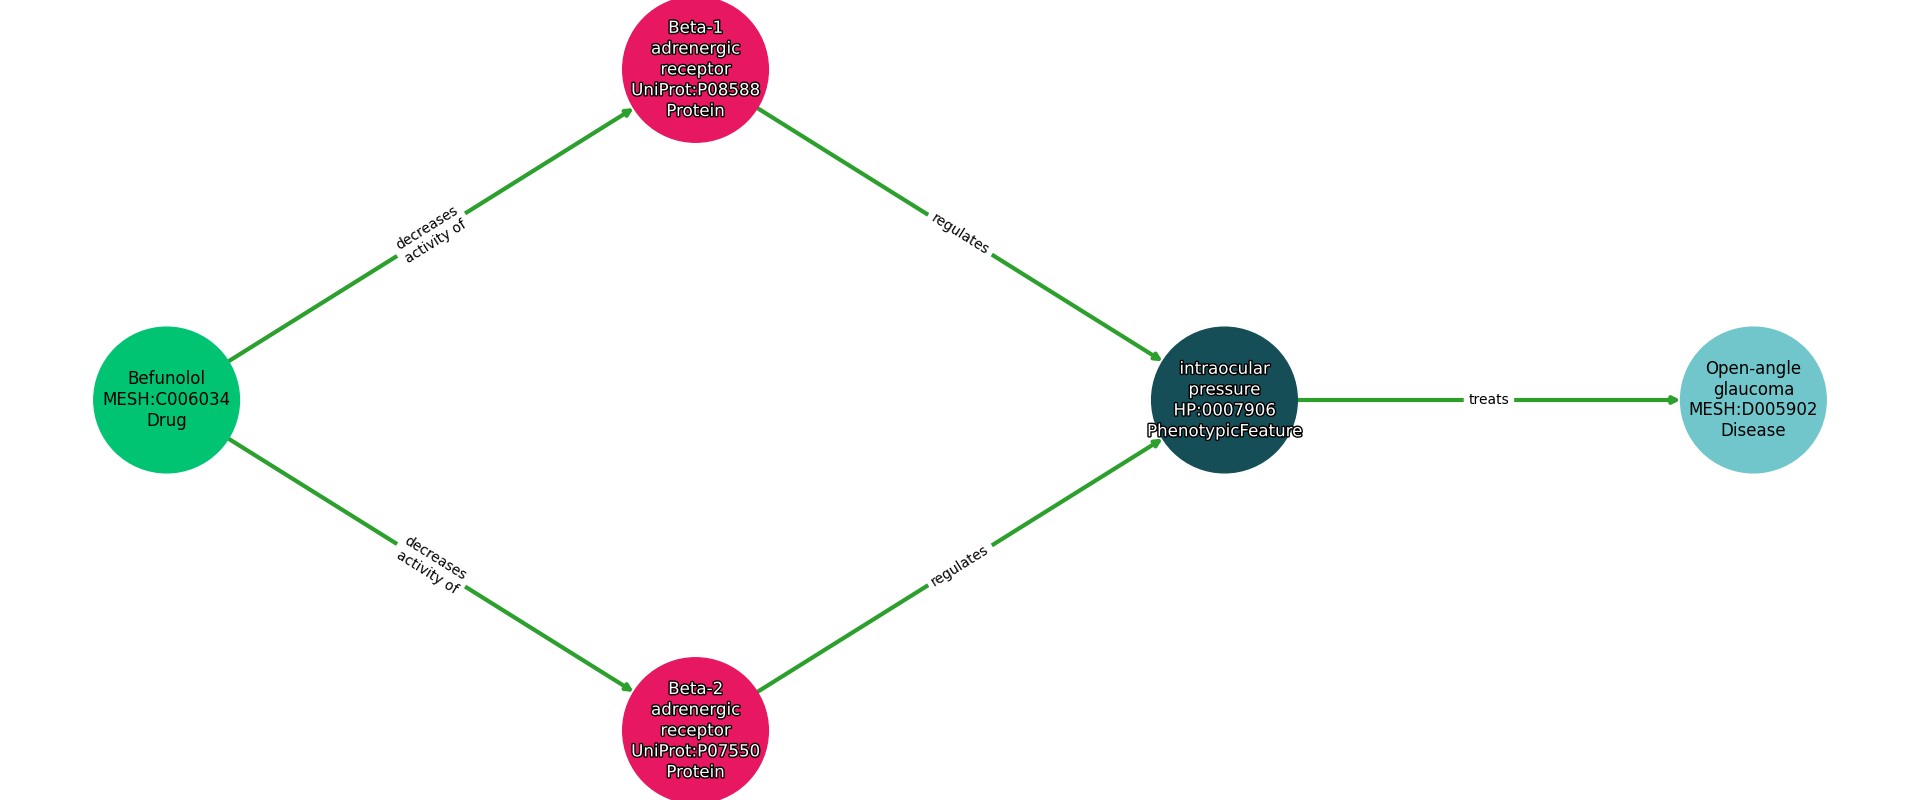 Beta-1
adrenergic
receptor
UniProt:P08588
Protein
decreases
activity of
regulates
Befunolol
MESH:C006034
Drug
intraocular
pressure
HP:0007906
PhenotypicFeature
treats
Open-angle
glaucoma
MESH:D005902
Disease
decreases
activity of
regulates
Beta-2
adrenergic
receptor
UniProt:P07550
Protein